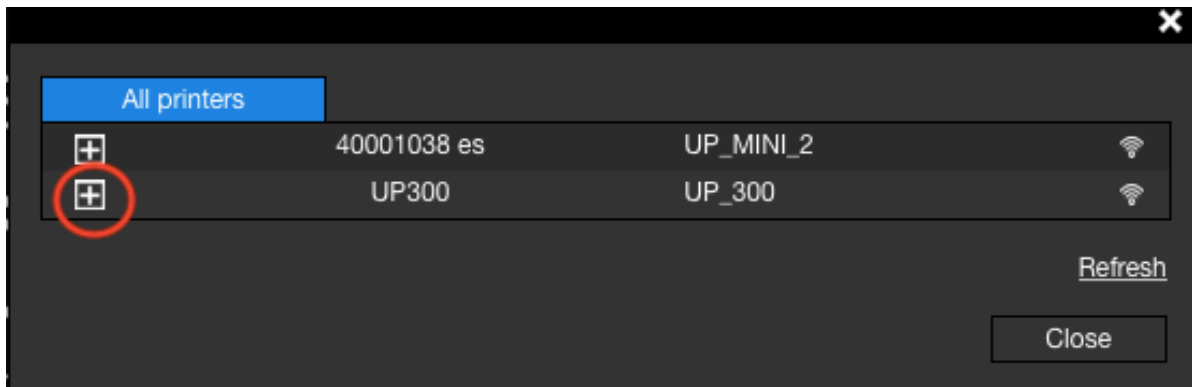 All printers
40001038 es UP_MINI_2
UP300 UP_300
Refresh
Close